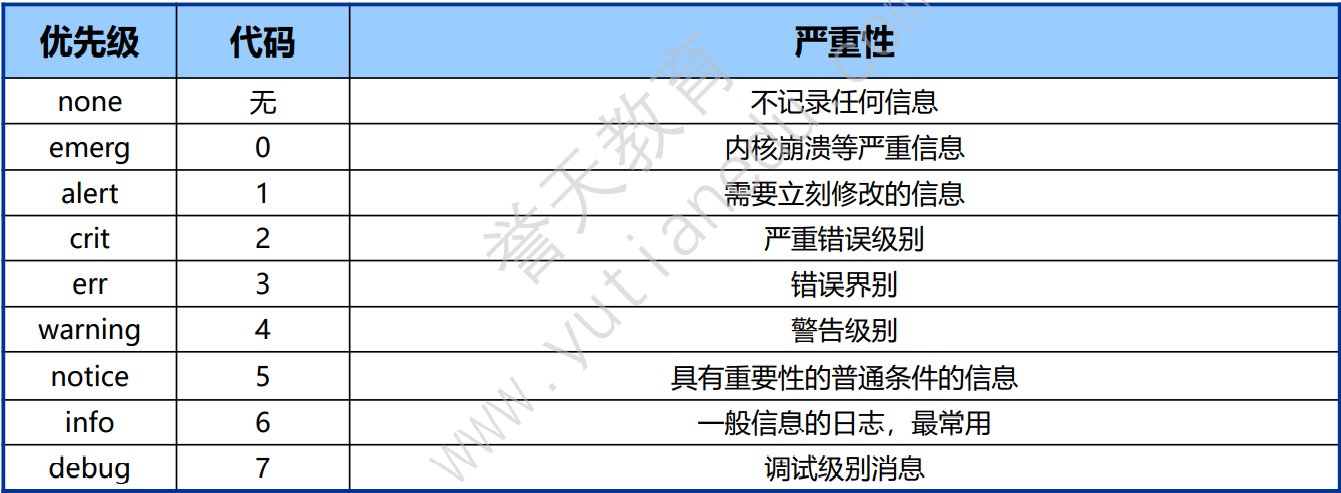 优先级 代码 严重性
none 无 不记录任何信息
emerg 0 内核崩溃等严重信息
alert 1 需要立刻修改的信息
crit 2 严重错误级别
err 3 错误界别
warning 4 警告级别
notice 5 具有重要性的普通条件的信息
info 6 一般信息的日志，最常用
debug 7 调试级别消息
誉天教育
www.yutianedu.com